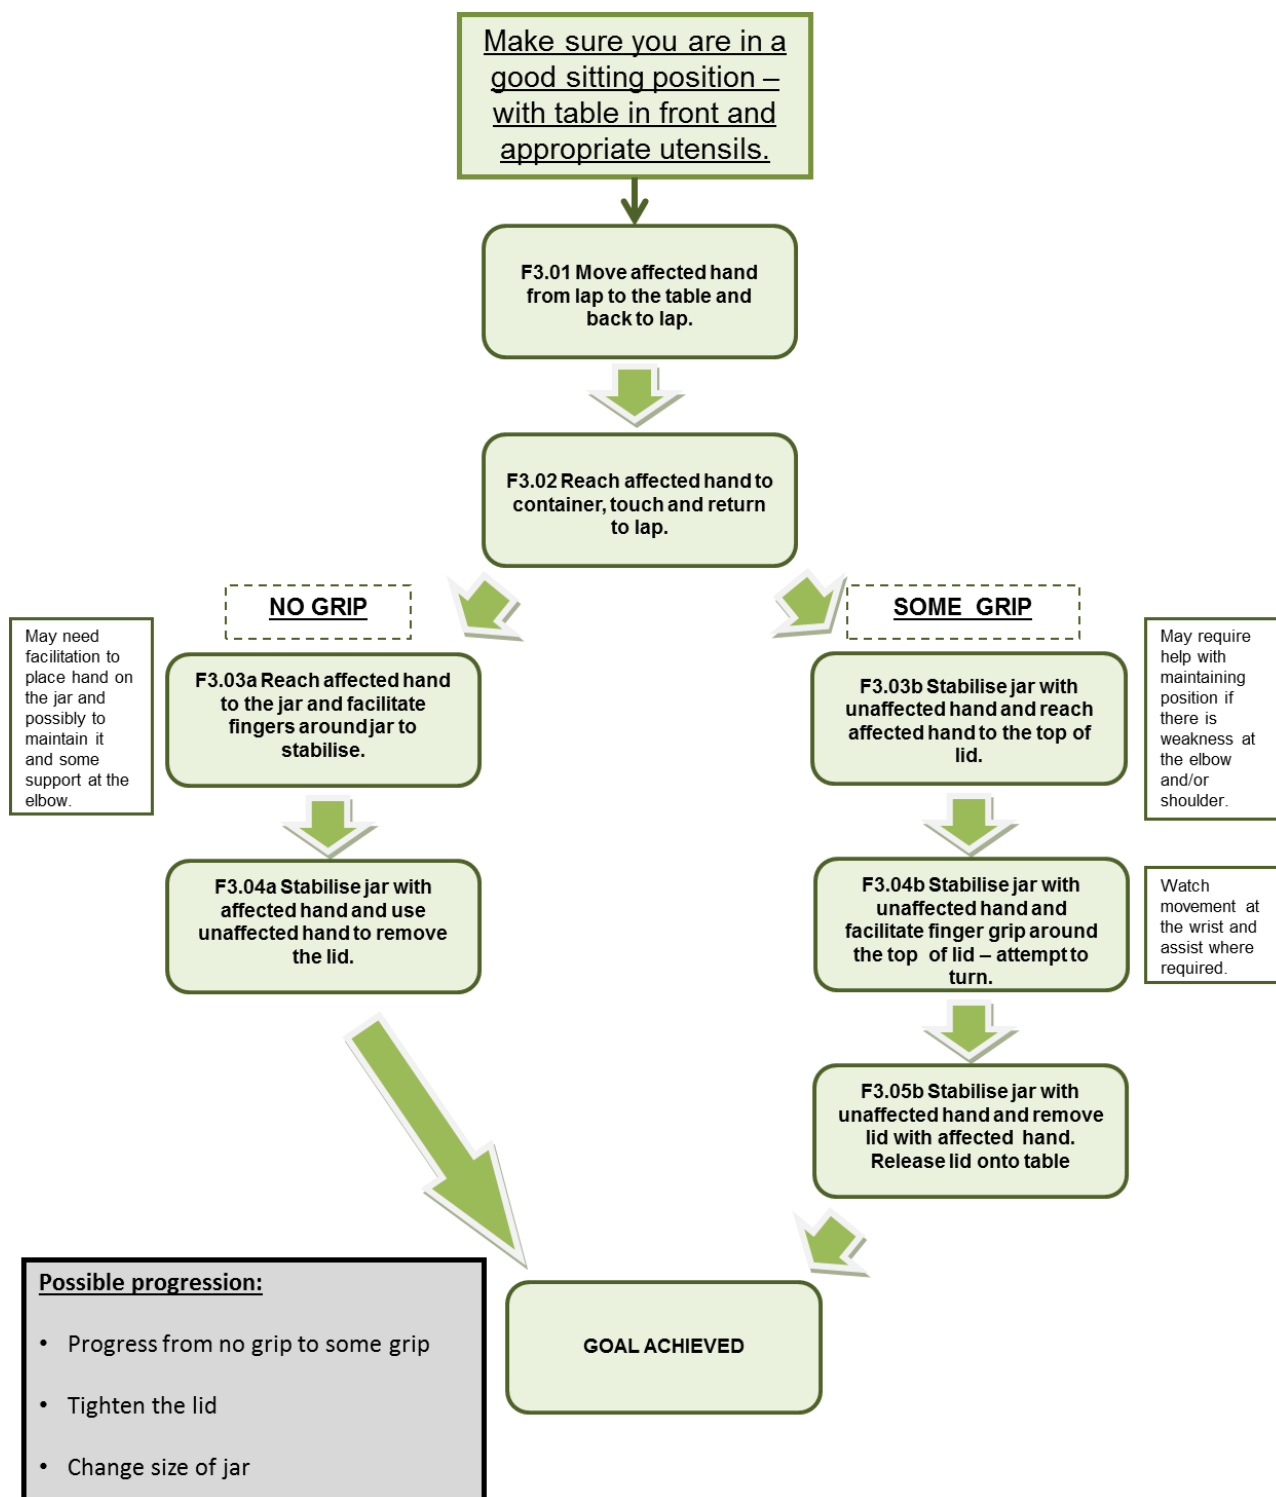 Make sure you are in a
good sitting position –
with table in front and
appropriate utensils.
F3.01 Move affected hand
from lap to the table and
back to lap.
F3.02 Reach affected hand to
container, touch and return
to lap.
NO GRIP
SOME GRIP
May need
facilitation to
place hand on
the jar and
possibly to
maintain it
and some
support at the
elbow.
F3.03a Reach affected hand
to the jar and facilitate
fingers around jar to
stabilise.
F3.03b Stabilise jar with
unaffected hand and reach
affected hand to the top of
lid.
May require
help with
maintaining
position if
there is
weakness at
the elbow
and/or
shoulder.
F3.04a Stabilise jar with
affected hand and use
unaffected hand to remove
the lid.
F3.04b Stabilise jar with
unaffected hand and
facilitate finger grip around
the top of lid – attempt to
turn.
Watch
movement at
the wrist and
assist where
required.
F3.05b Stabilise jar with
unaffected hand and remove
lid with affected hand.
Release lid onto table
Possible progression:
• Progress from no grip to some grip
• Tighten the lid
• Change size of jar
GOAL ACHIEVED